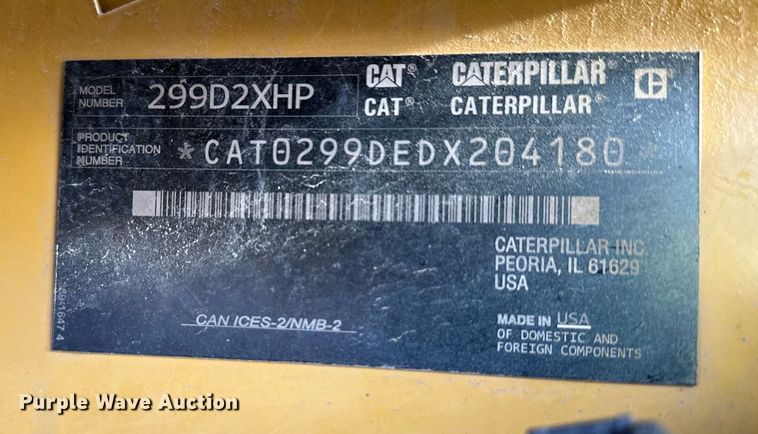 MODEL NUMBER 299D2XHP
CAT® CATERPILLAR®
CAT® CATERPILLAR®
PRODUCT IDENTIFICATION NUMBER *CAT0299DEDX204180*
CATERPILLAR INC.
PEORIA, IL 61629
USA
CAN ICES-2/NMB-2
MADE IN USA
OF DOMESTIC AND
FOREIGN COMPONENTS
Purple Wave Auction